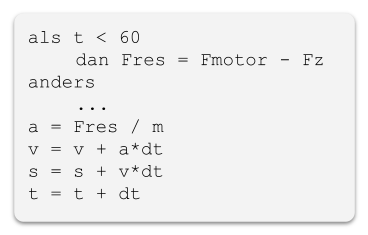 als t < 60
dan Fres = Fmotor - Fz
anders
...
a = Fres / m
v = v + a*dt
s = s + v*dt
t = t + dt